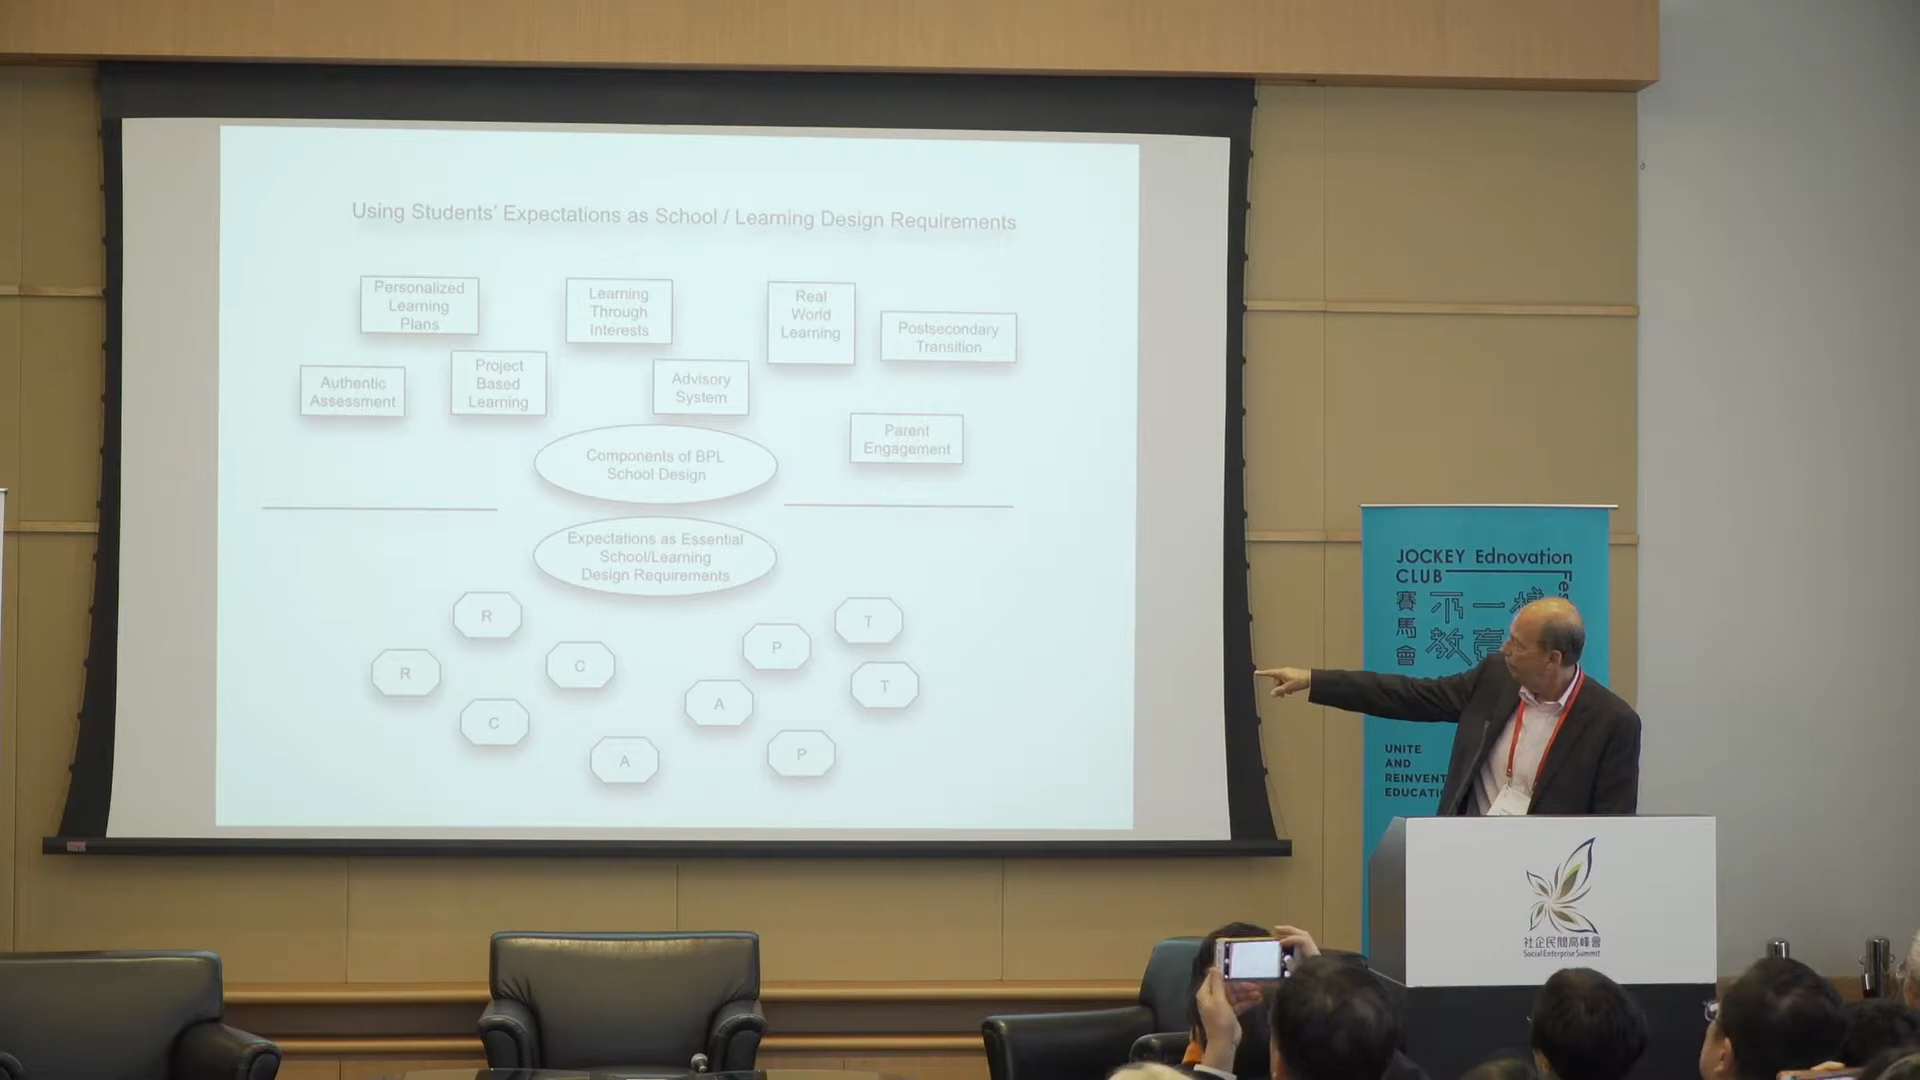 Using Students' Expectations as School / Learning Design Requirements
Personalized
Learning
Plans
Learning
Through
Interests
Real
World
Learning
Postsecondary
Transition
Authentic
Assessment
Project
Based
Learning
Advisory
System
Parent
Engagement
Components of BPL
School Design
Expectations as Essential
School/Learning
Design Requirements
R
R
C
C
A
A
P
P
T
T
JOCKEY Ednovation
CLUB
賽馬會
不一樣
教
UNITE
AND
REINVENT
社企民間高峰會
Social Enterprise Summit